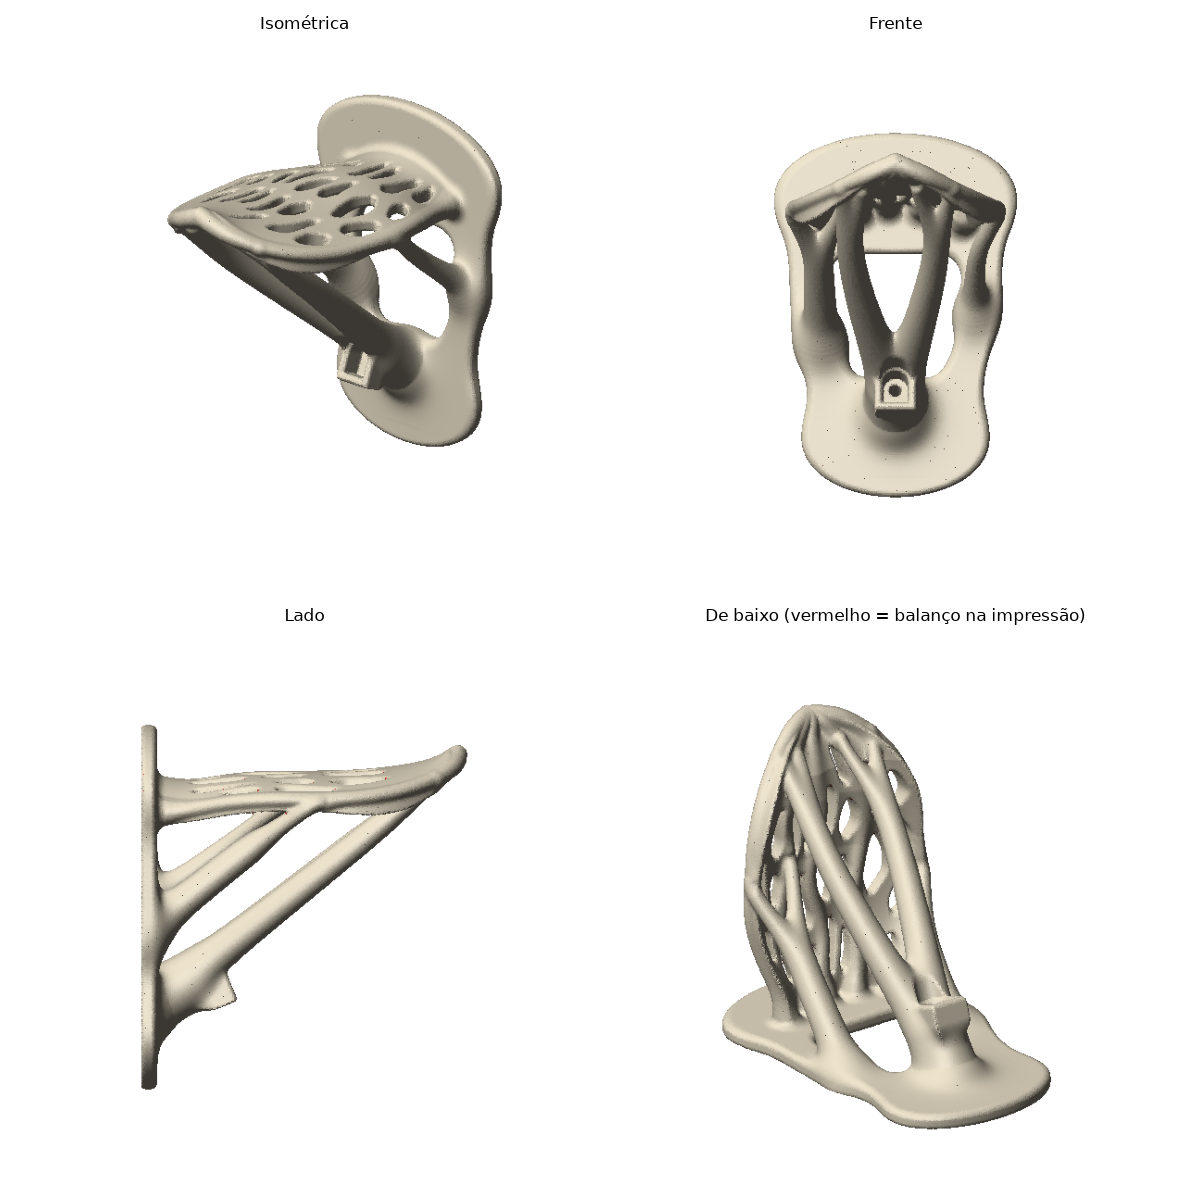 Isométrica
Frente
Lado
De baixo (vermelho = balanço na impressão)